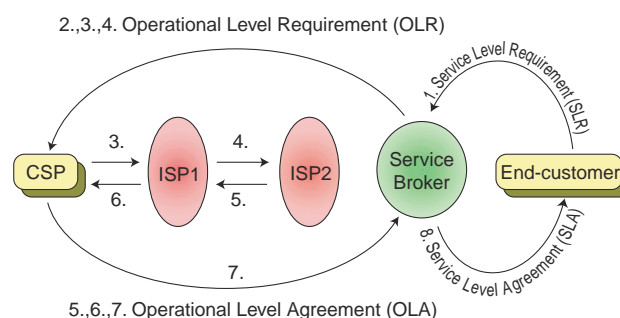 2.,3.,4. Operational Level Requirement (OLR)
1. Service Level Requirement (SLR)
3.
4.
CSP
ISP1
ISP2
Service
Broker
End-customer
6.
5.
7.
8. Service Level Agreement (SLA)
5.,6.,7. Operational Level Agreement (OLA)